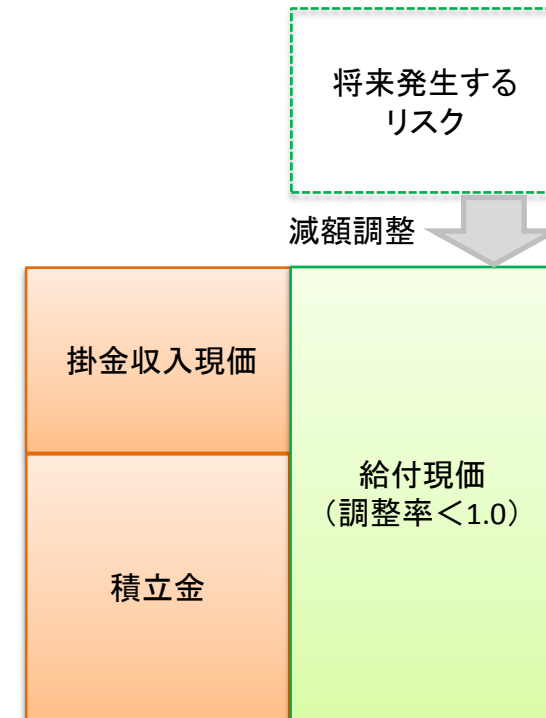 将来発生する
リスク
減額調整
掛金収入現価
積立金
給付現価
（調整率＜1.0）